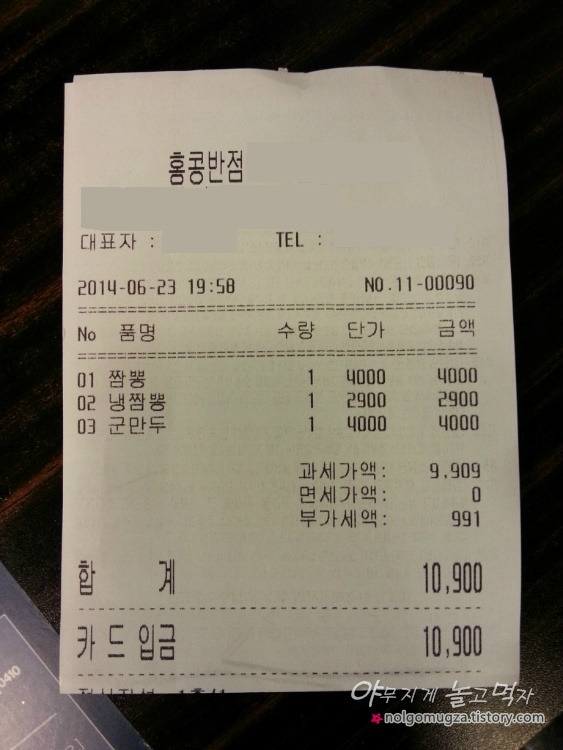 홍콩반점
대표자 : TEL :
2014-06-23 19:58 NO.11-00090
No 품명 수량 단가 금액
01 짬뽕 1 4000 4000
02 냉짬뽕 1 2900 2900
03 군만두 1 4000 4000
과세가액: 9,909
면세가액: 0
부가세액: 991
합 계 10,900
카드입금 10,900
야무지게 놀고먹자
nolgomugza.tistory.com